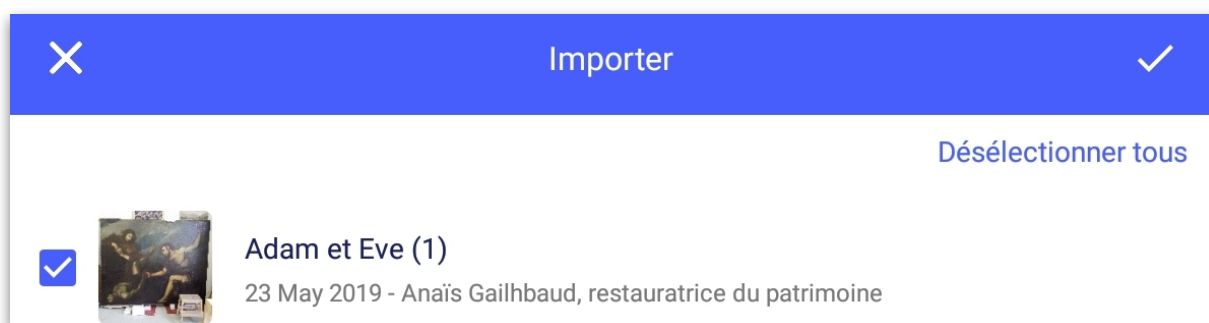 Importer
Désélectionner tous
Adam et Eve (1)
23 May 2019 - Anaïs Gailhbaud, restauratrice du patrimoine